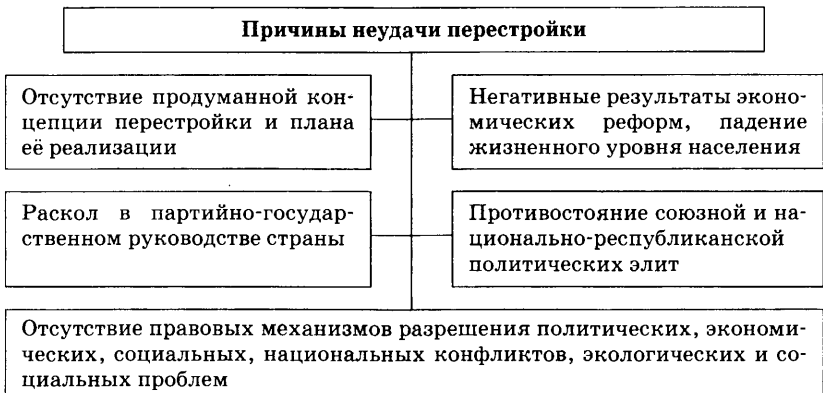 Причины неудачи перестройки
Отсутствие продуманной кон-
цепции перестройки и плана
её реализации
Негативные результаты эконо-
мических реформ, падение
жизненного уровня населения
Раскол в партийно-государ-
ственном руководстве страны
Противостояние союзной и на-
ционально-республиканской
политических элит
Отсутствие правовых механизмов разрешения политических, экономи-
ческих, социальных, национальных конфликтов, экологических и со-
циальных проблем